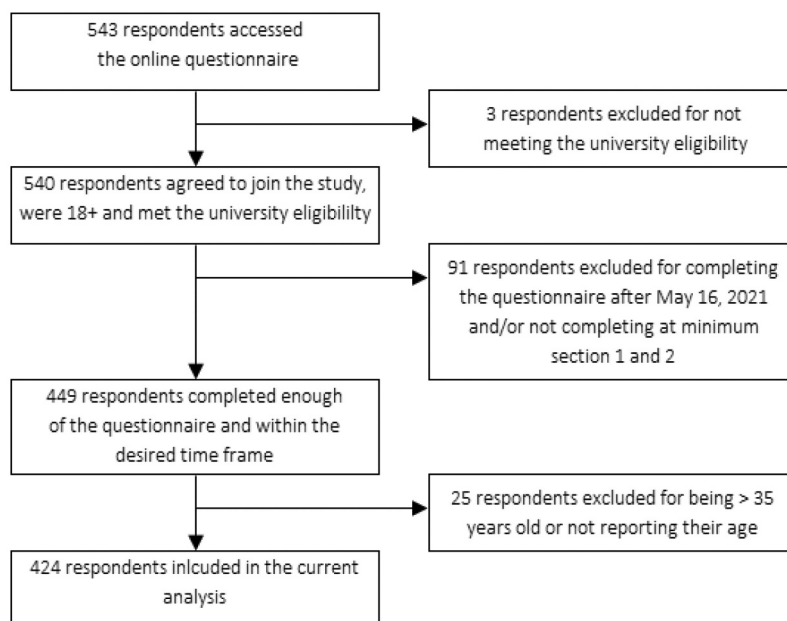 543 respondents accessed
the online questionnaire
3 respondents excluded for not
meeting the university eligibility
540 respondents agreed to join the study,
were 18+ and met the university eligibililty
91 respondents excluded for completing
the questionnaire after May 16, 2021
and/or not completing at minimum
section 1 and 2
449 respondents completed enough
of the questionnaire and within the
desired time frame
25 respondents excluded for being > 35
years old or not reporting their age
424 respondents inlcuded in the current
analysis